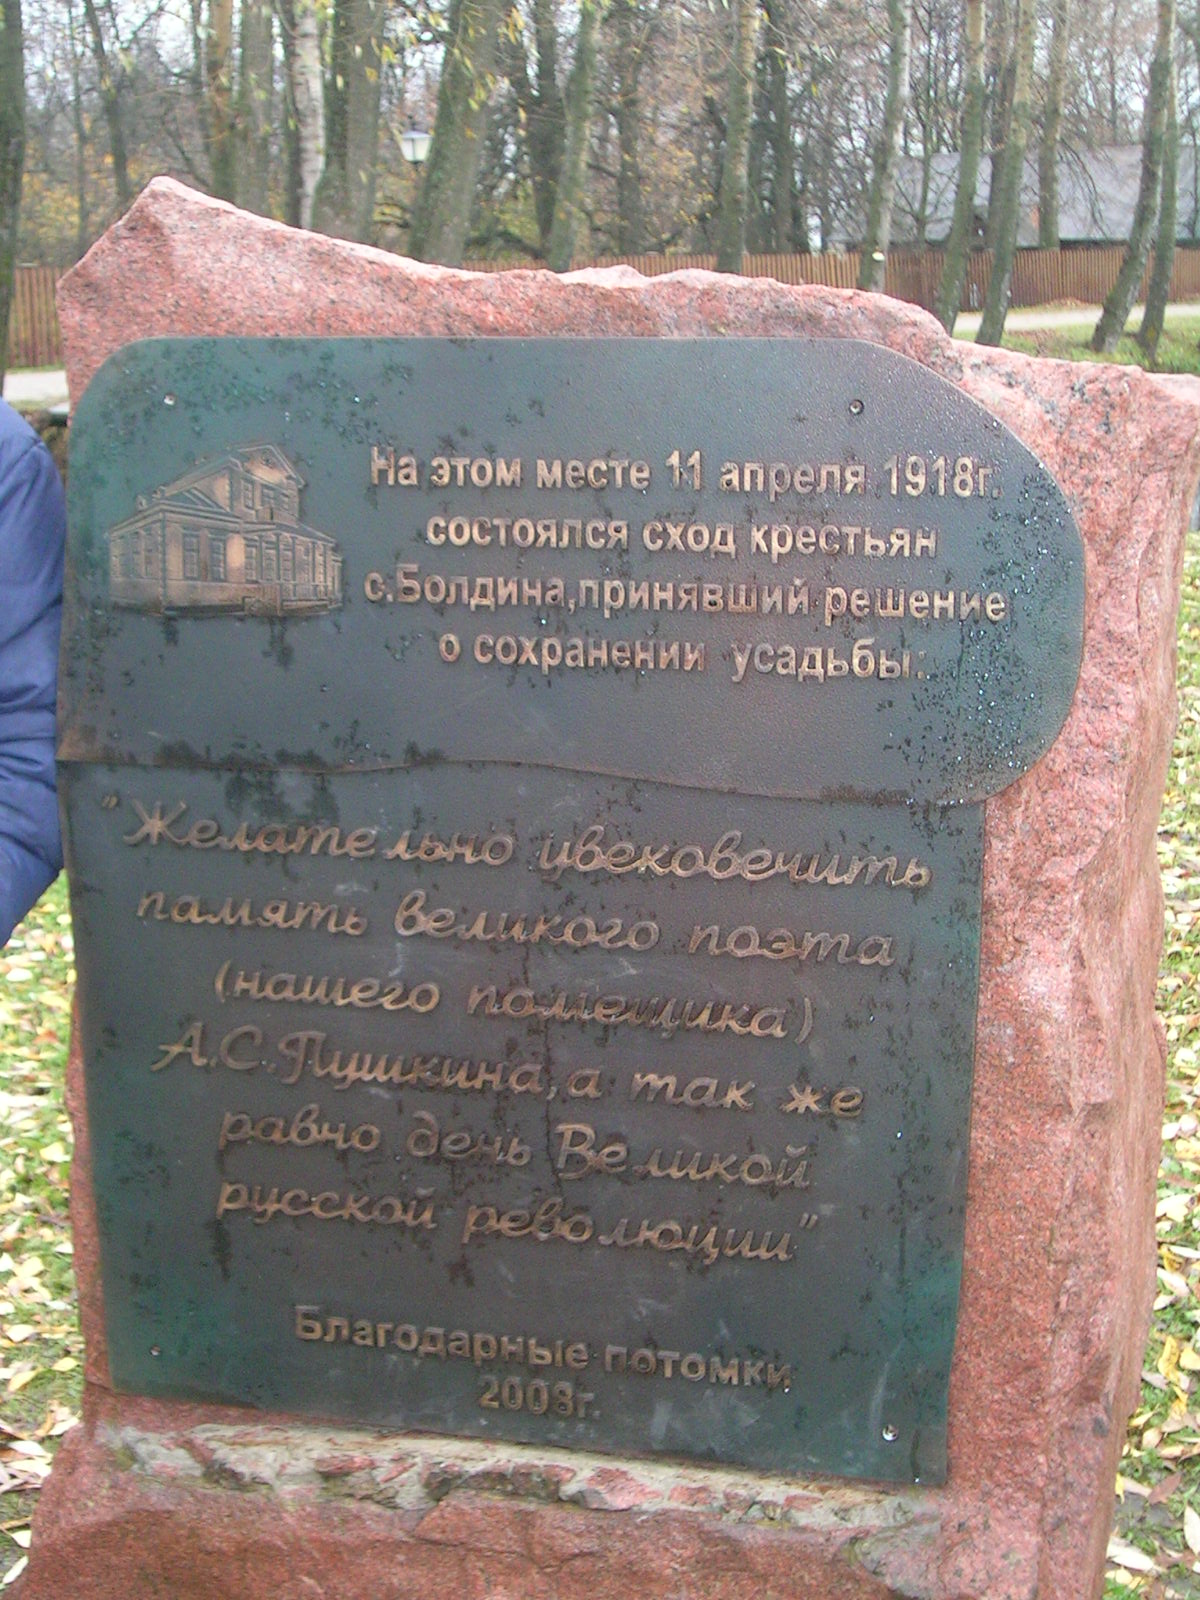 На этом месте 11 апреля 1918г.
состоялся сход крестьян
с.Болдина,принявший решение
о сохранении усадьбы:
"Желательно увековечить
память великого поэта
(нашего помещика)
А.С.Пушкина,а так же
равно день Великой
русской революции"
Благодарные потомки
2008г.